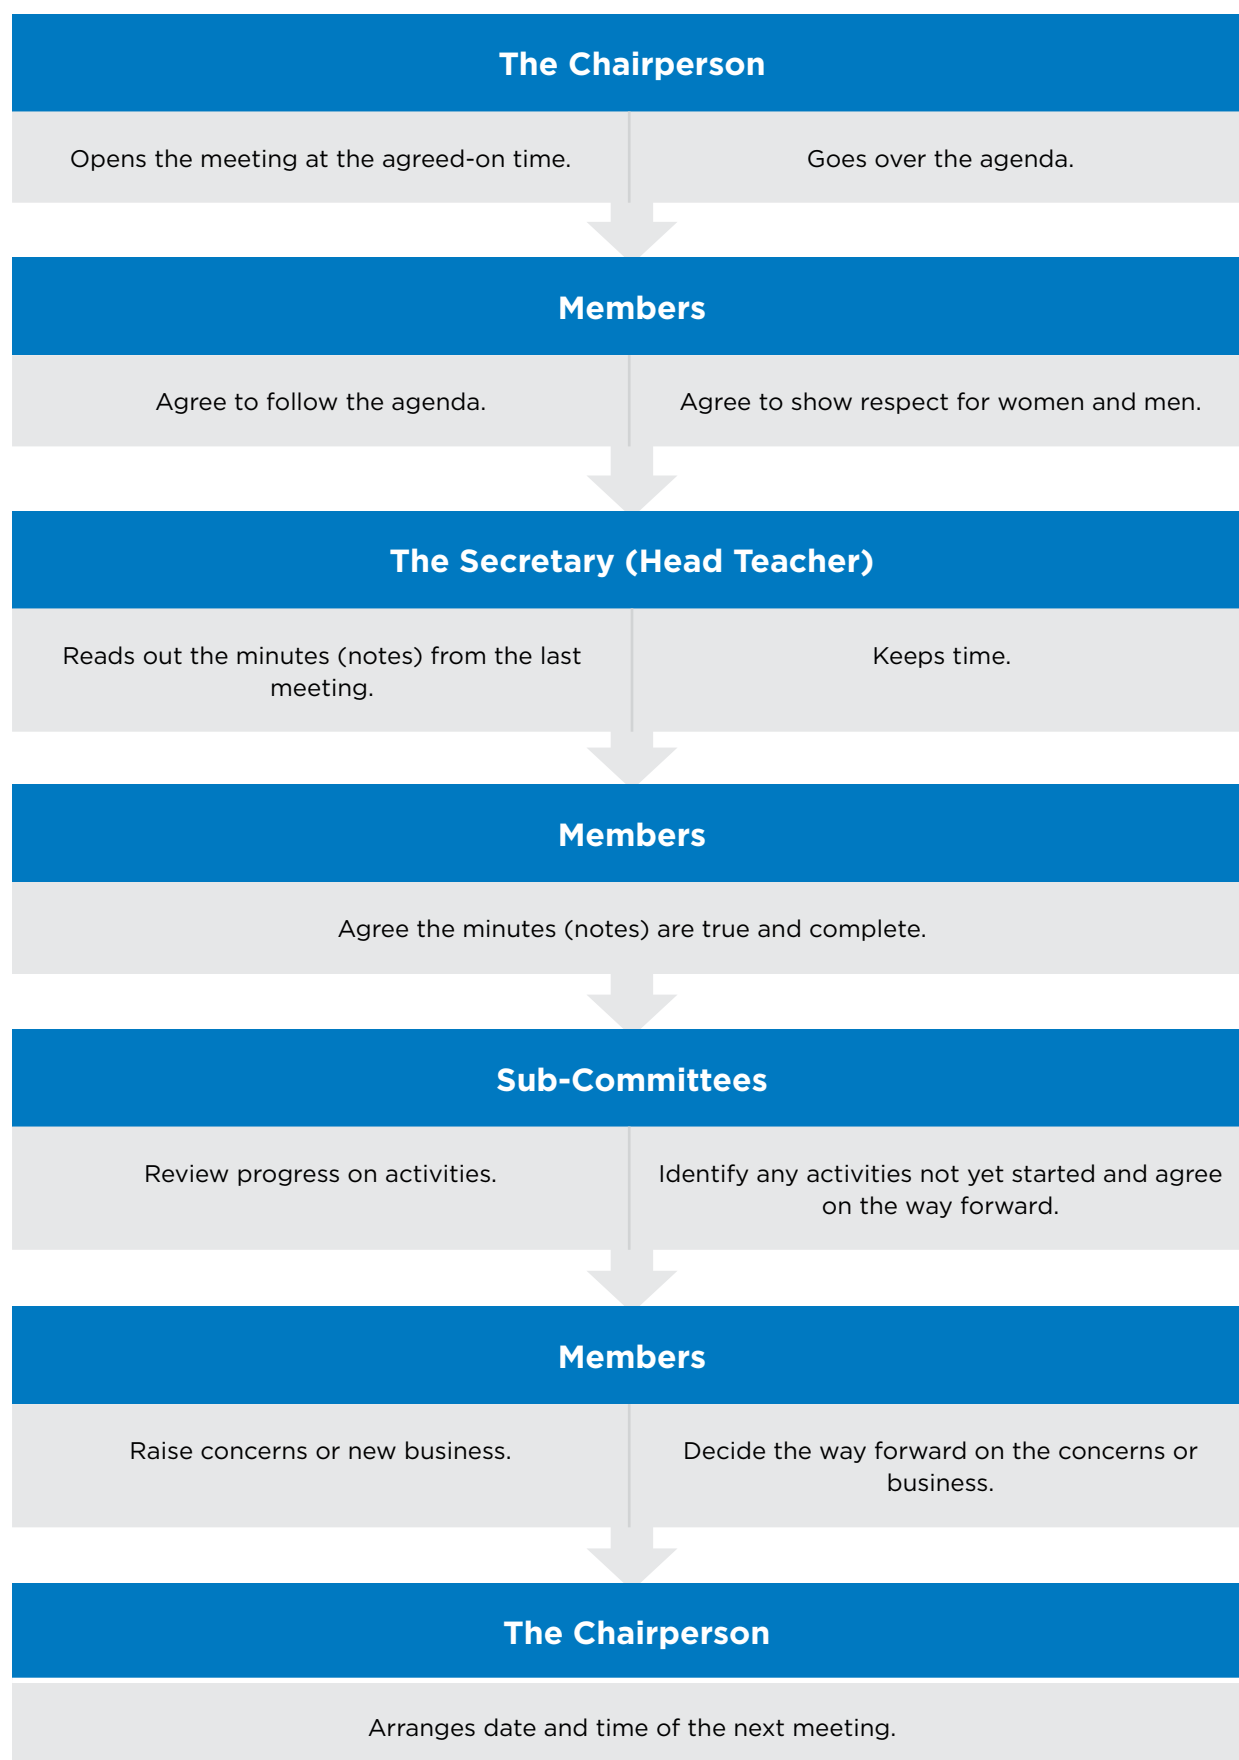 The Chairperson
Opens the meeting at the agreed-on time.
Goes over the agenda.
Members
Agree to follow the agenda.
Agree to show respect for women and men.
The Secretary (Head Teacher)
Reads out the minutes (notes) from the last
meeting.
Keeps time.
Members
Agree the minutes (notes) are true and complete.
Sub-Committees
Review progress on activities.
Identify any activities not yet started and agree
on the way forward.
Members
Raise concerns or new business.
Decide the way forward on the concerns or
business.
The Chairperson
Arranges date and time of the next meeting.